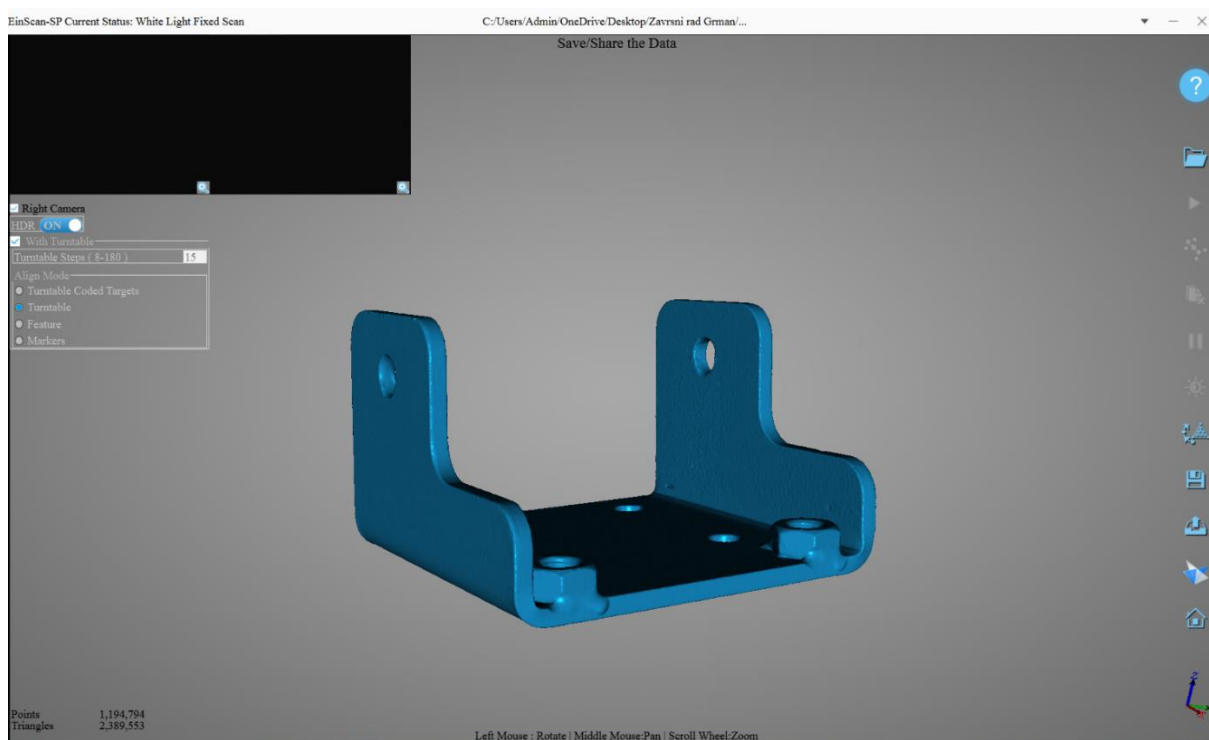 EinScan-SP Current Status: White Light Fixed Scan
C:/Users/Admin/OneDrive/Desktop/Zavrsni rad Grman/...
Save/Share the Data
?
Right Camera
HDR ON
With Turntable
Turntable Steps ( 8-180 ) 15
Align Mode
Turntable Coded Targets
Turntable
Feature
Markers
Points 1,194,794
Triangles 2,389,553
Left Mouse : Rotate | Middle Mouse:Pan | Scroll Wheel:Zoom
Z